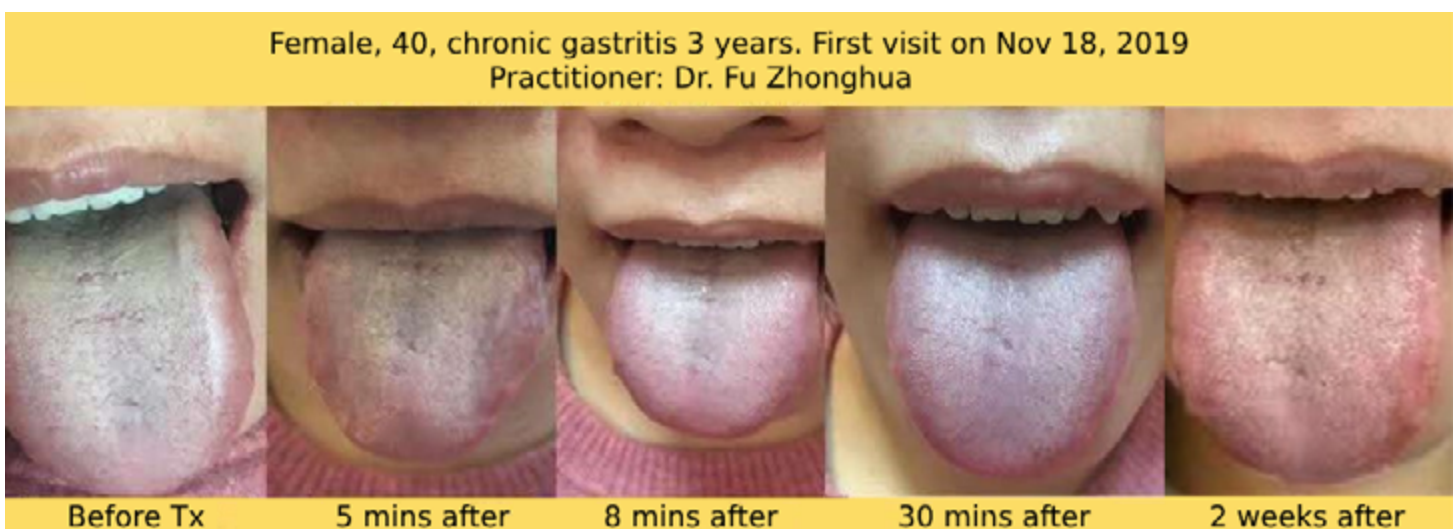 Female, 40, chronic gastritis 3 years. First visit on Nov 18, 2019
Practitioner: Dr. Fu Zhonghua
Before Tx
5 mins after
8 mins after
30 mins after
2 weeks after